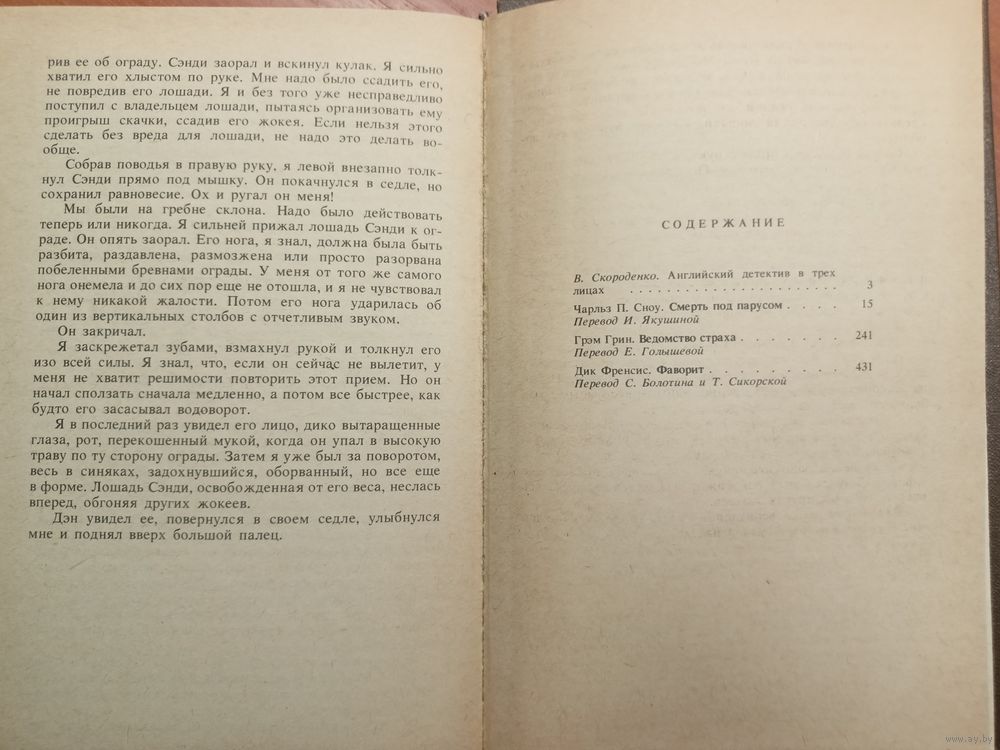 рив ее об ограду. Сэнди заорал и вскинул кулак. Я сильно
хватил его хлыстом по руке. Мне надо было ссадить его,
не повредив его лошади. Я и без того уже несправедливо
поступил с владельцем лошади, пытаясь организовать ему
проигрыш скачки, ссадив его жокея. Если нельзя этого
сделать без вреда для лошади, не надо это делать во-
обще.
Собрав поводья в правую руку, я левой внезапно толк-
нул Сэнди прямо под мышку. Он покачнулся в седле, но
сохранил равновесие. Ох и ругал он меня!
Мы были на гребне склона. Надо было действовать
теперь или никогда. Я сильней прижал лошадь Сэнди к ог-
раде. Он опять заорал. Его нога, я знал, должна была быть
разбита, раздавлена, размозжена или просто разорвана
побеленными бревнами ограды. У меня от того же самого
нога онемела и до сих пор еще не отошла, и я не чувствовал
к нему никакой жалости. Потом его нога ударилась об
один из вертикальных столбов с отчетливым звуком.
Он закричал.
Я заскрежетал зубами, взмахнул рукой и толкнул его
изо всей силы. Я знал, что, если он сейчас не вылетит, у
меня не хватит решимости повторить этот прием. Но он
начал сползать сначала медленно, а потом все быстрее, как
будто его засасывал водоворот.
Я в последний раз увидел его лицо, дико вытаращенные
глаза, рот, перекошенный мукой, когда он упал в высокую
траву по ту сторону ограды. Затем я уже был за поворотом,
весь в синяках, задохнувшийся, оборванный, но все еще
в форме. Лошадь Сэнди, освобожденная от его веса, неслась
вперед, обгоняя других жокеев.
Дэн увидел ее, повернулся в своем седле, улыбнулся
мне и поднял вверх большой палец.
СОДЕРЖАНИЕ
В. Скороденко. Английский детектив в трех
лицах . . . . . . . . . . . . . . . . . . . . . . 3
Чарльз П. Сноу. Смерть под парусом . . . . 15
Перевод И. Якушиной
Грэм Грин. Ведомство страха . . . . . . . 241
Перевод Е. Голышевой
Дик Френсис. Фаворит . . . . . . . . . 431
Перевод С. Болотина и Т. Сикорской
www.ay.by